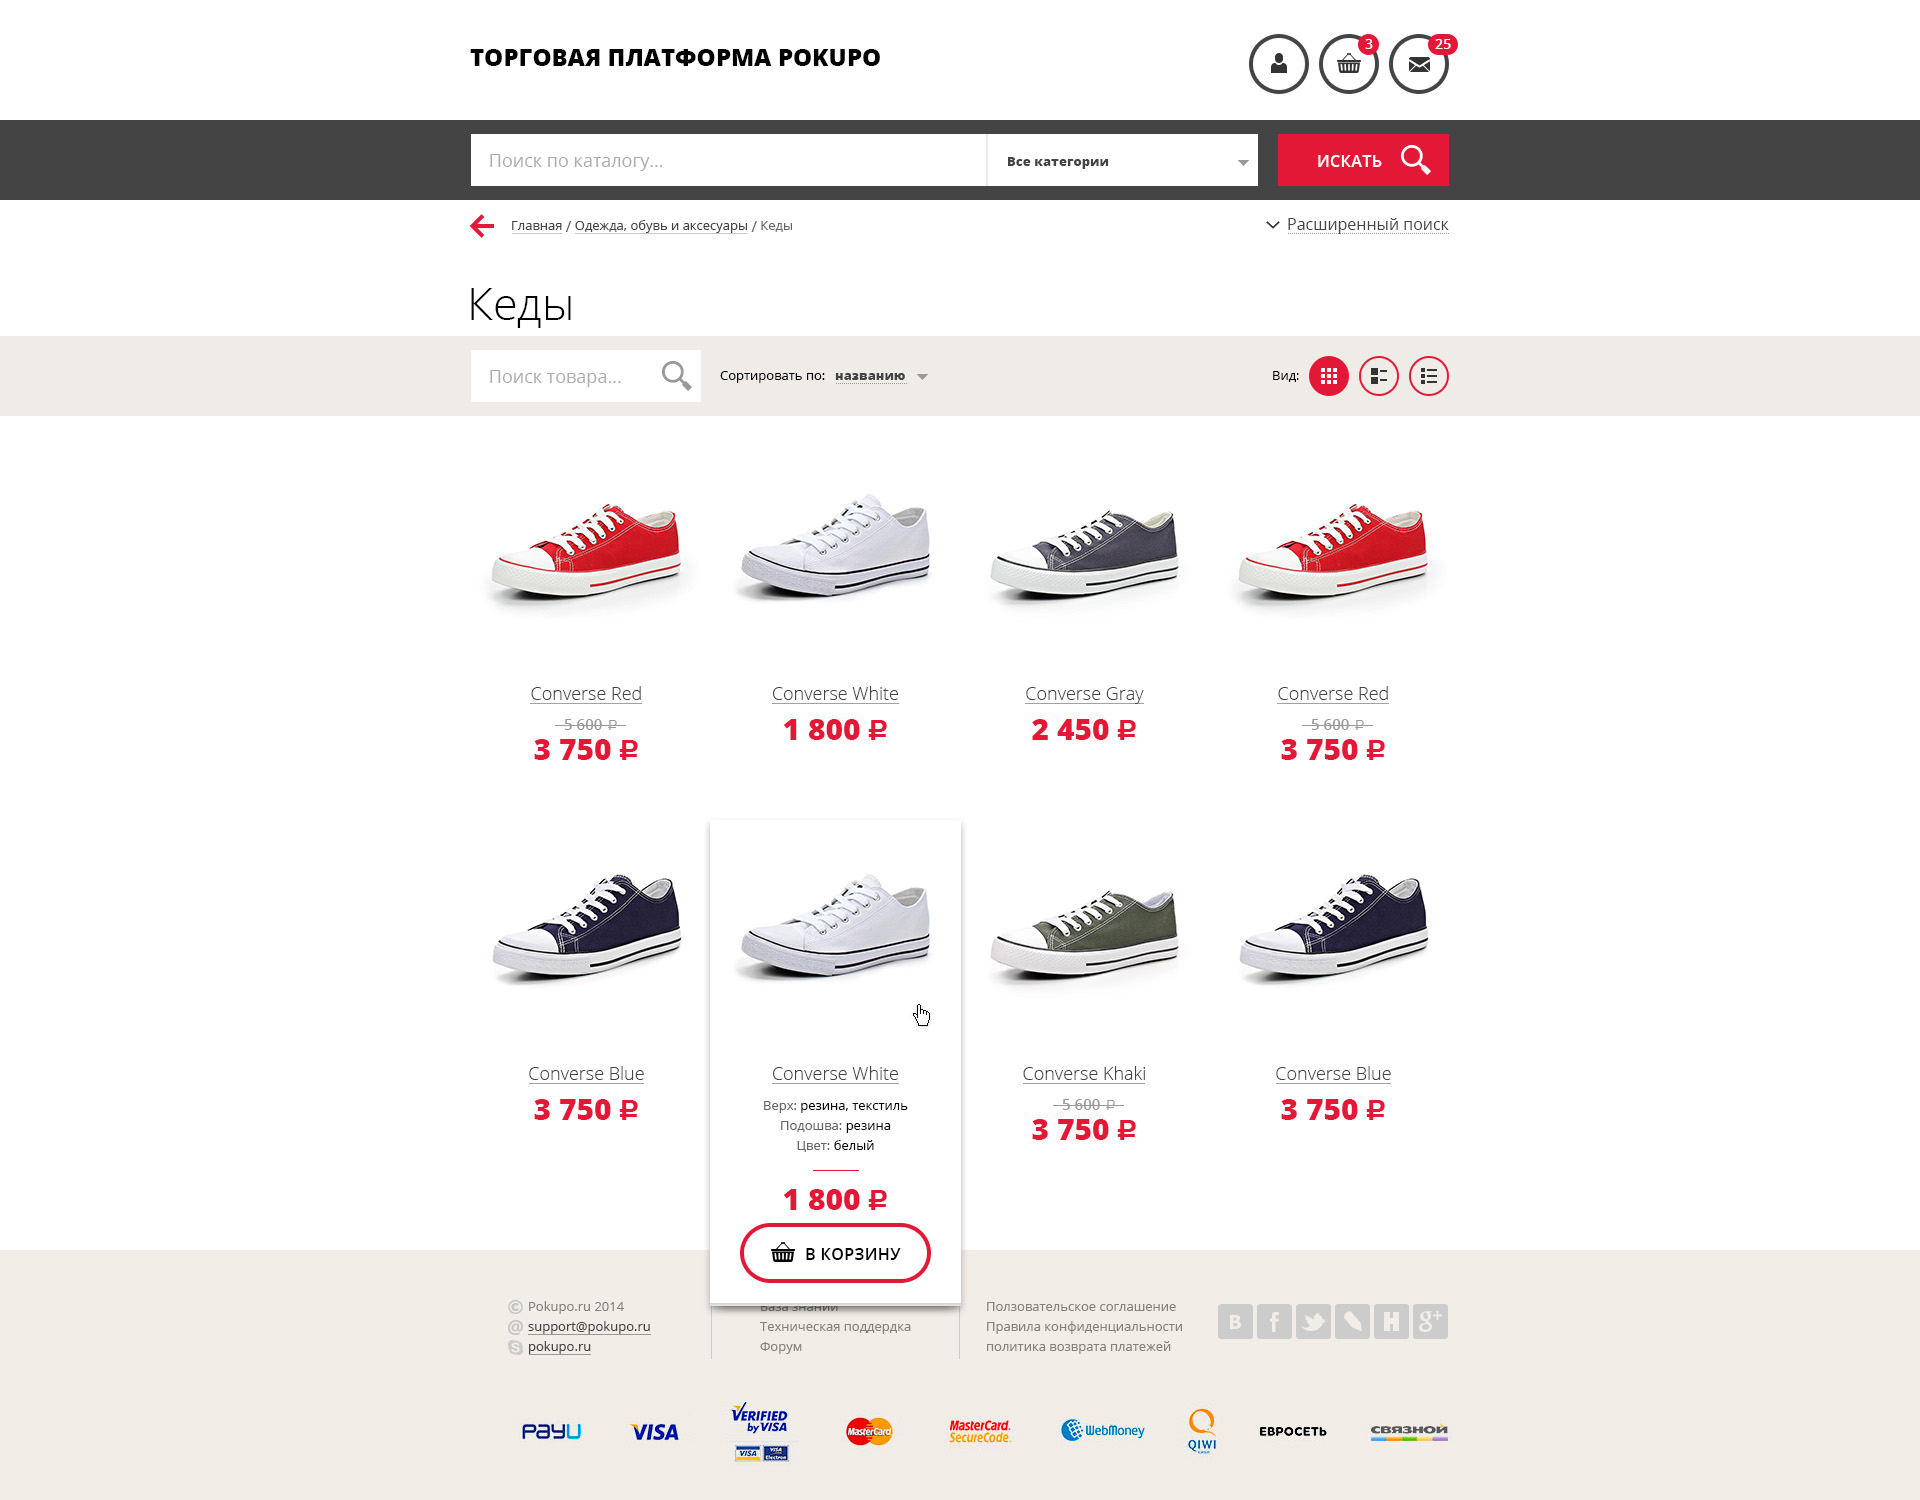 ТОРГОВАЯ ПЛАТФОРМА POKUPO
3
25
Поиск по каталогу...
Все категории
ИСКАТЬ
Главная / Одежда, обувь и аксесуары / Кеды
Расширенный поиск
Кеды
Поиск товара...
Сортировать по: названию
Вид:
Converse Red
5 600 ₽
3 750 ₽
Converse White
1 800 ₽
Converse Gray
2 450 ₽
Converse Red
5 600 ₽
3 750 ₽
Converse Blue
3 750 ₽
Converse White
Верх: резина, текстиль
Подошва: резина
Цвет: белый
1 800 ₽
В КОРЗИНУ
Converse Khaki
5 600 ₽
3 750 ₽
Converse Blue
3 750 ₽
© Pokupo.ru 2014
@ support@pokupo.ru
S pokupo.ru
База знаний
Техническая поддердка
Форум
Ползовательское соглашение
Правила конфиденциальности
политика возврата платежей
B f H g+
PayU
VISA
VERIFIED
by VISA
VISA
VISA
Electron
MasterCard
MasterCard.
SecureCode.
WebMoney
QIWI
ЕВРОСЕТЬ
СВЯЗНОЙ